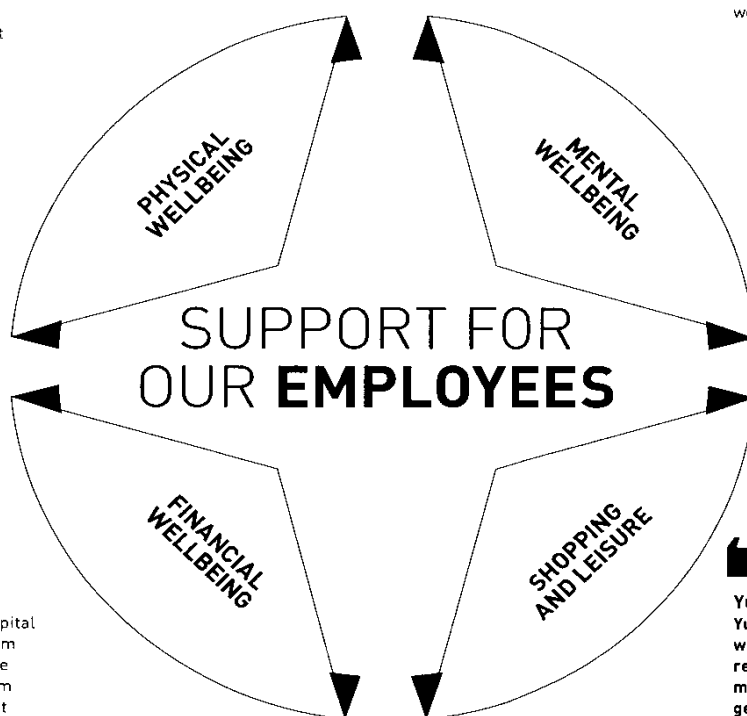 PHYSICAL
WELLBEING
MENTAL
WELLBEING
SUPPORT FOR
OUR EMPLOYEES
FINANCIAL
WELLBEING
SHOPPING
AND LEISURE